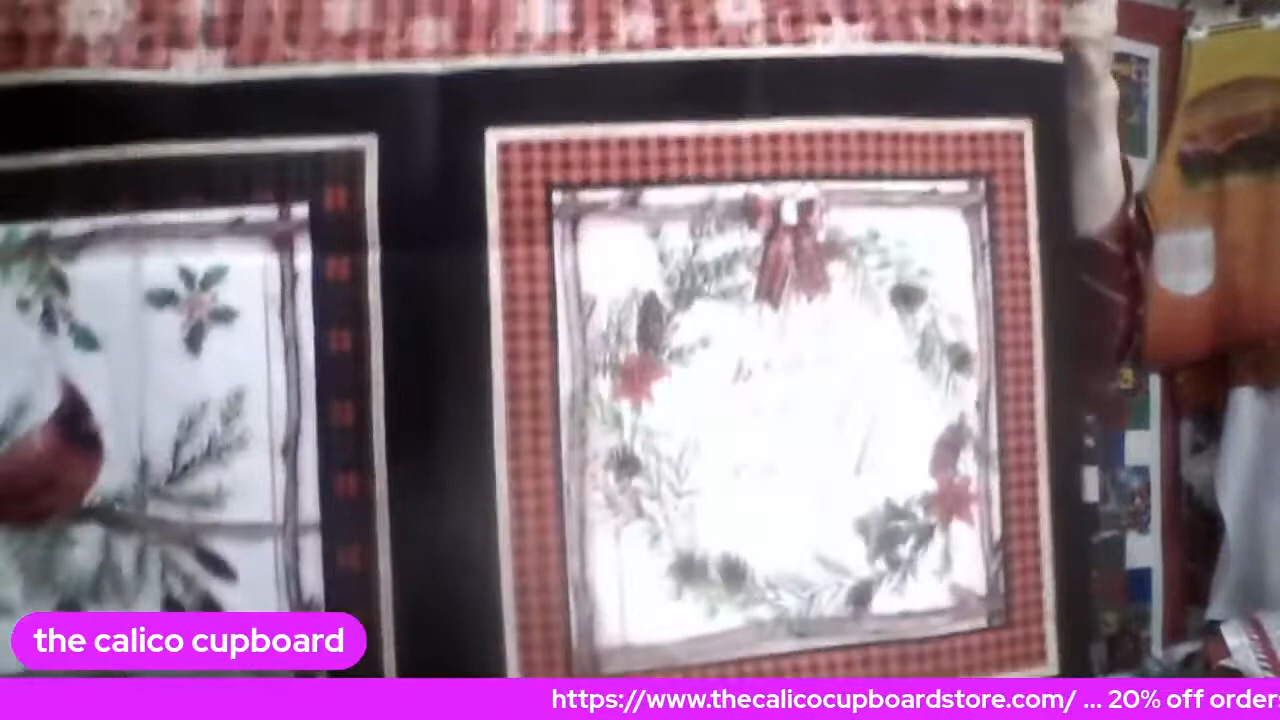 the calico cupboard
https://www.thecalicocupboardstore.com/ ... 20% off order